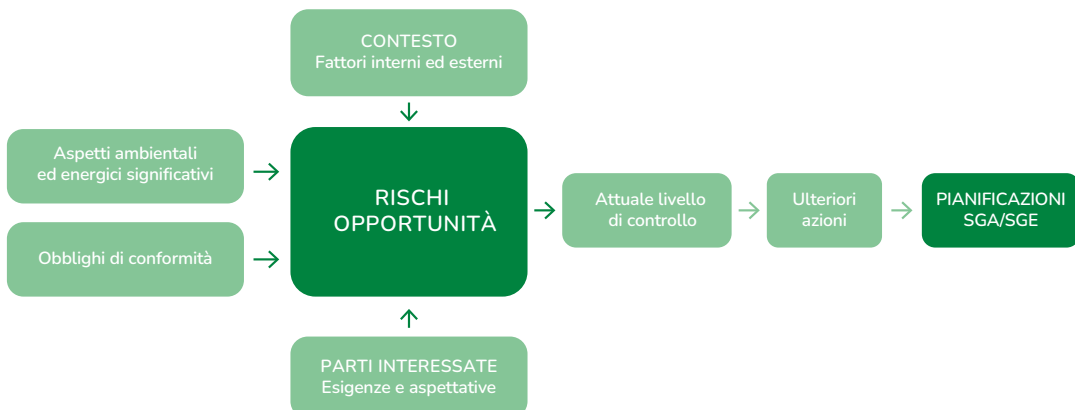 CONTESTO
Fattori interni ed esterni
Aspetti ambientali
ed energici significativi
Obblighi di conformità
RISCHI
OPPORTUNITÀ
Attuale livello
di controllo
Ulteriori
azioni
PIANIFICAZIONI
SGA/SGE
PARTI INTERESSATE
Esigenze e aspettative